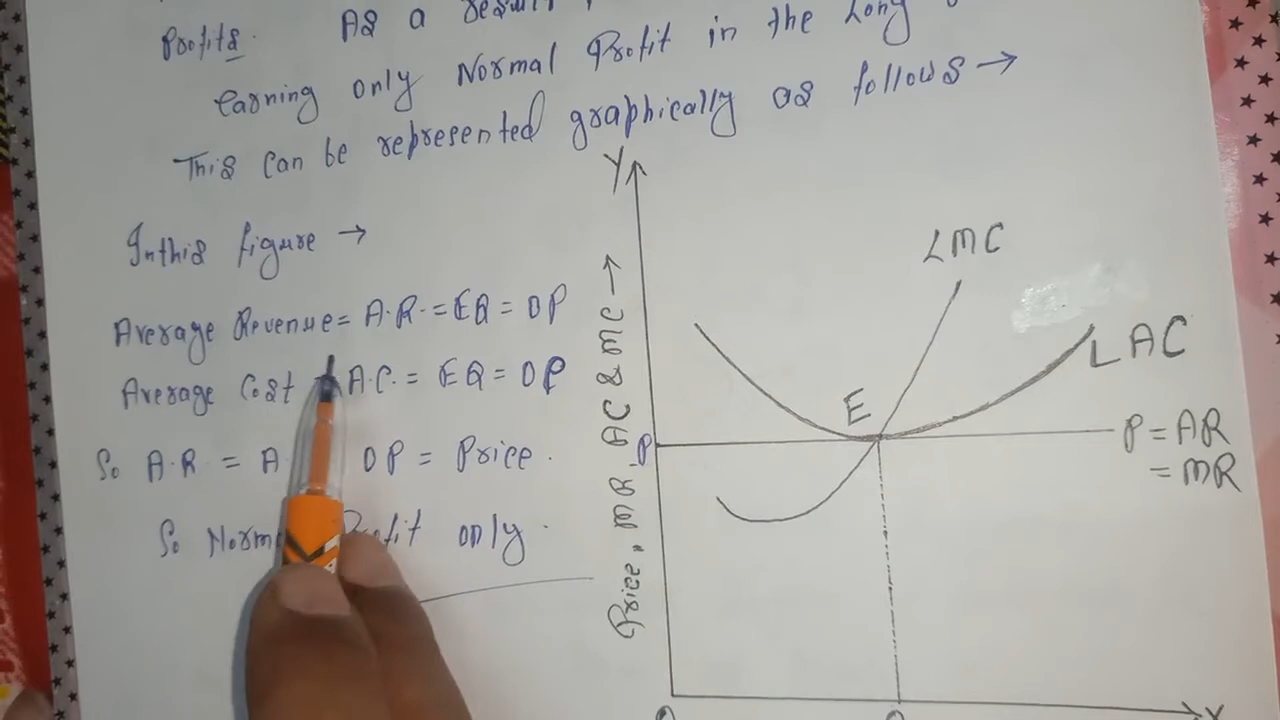 Profits. As a
earning only Normal Profit in the Long
This can be represented graphically as follows →
In this figure →
Average Revenue = A.R. = EQ = OP
Average Cost A.C. = EQ = OP
So A.R = A OP = Price.
So Profit only.
Y
Price, MR, AC & MC →
LMC
LAC
E
P
P = AR
= MR
X